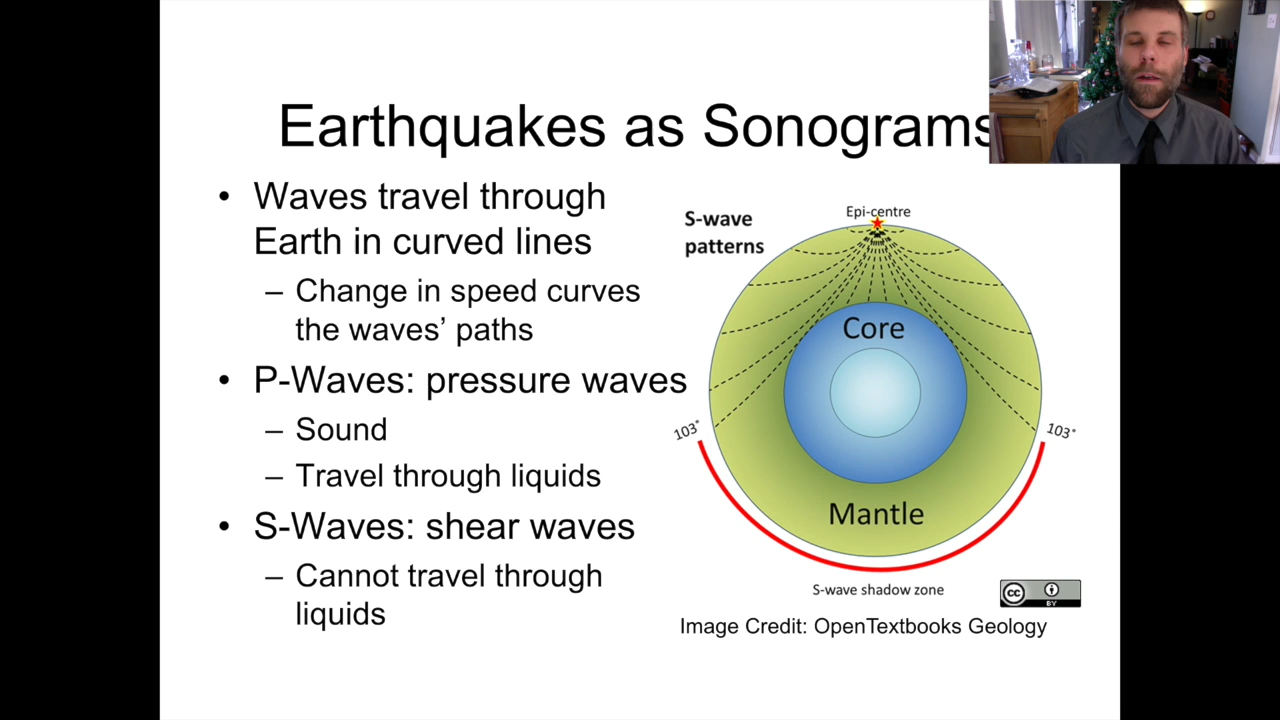 Earthquakes as Sonograms
• Waves travel through
Earth in curved lines
– Change in speed curves
the waves’ paths
• P-Waves: pressure waves
– Sound
– Travel through liquids
• S-Waves: shear waves
– Cannot travel through
liquids
S-wave
patterns
Epi-centre
Core
103°
103°
Mantle
S-wave shadow zone
cc
BY
Image Credit: OpenTextbooks Geology